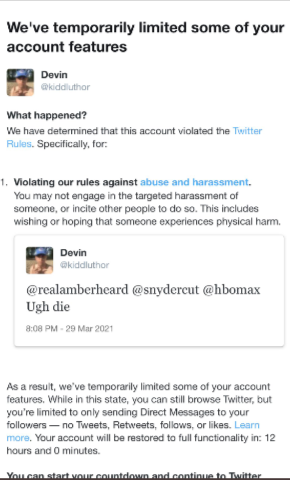 We've temporarily limited some of your
account features
Devin
@kiddluthor
What happened?
We have determined that this account violated the Twitter
Rules. Specifically, for:
1. Violating our rules against abuse and harassment.
You may not engage in the targeted harassment of
someone, or incite other people to do so. This includes
wishing or hoping that someone experiences physical harm.
Devin
@kiddluthor
@realamberheard @snydercut @hbomax
Ugh die
8:08 PM - 29 Mar 2021
As a result, we've temporarily limited some of your account
features. While in this state, you can still browse Twitter, but
you're limited to only sending Direct Messages to your
followers — no Tweets, Retweets, follows, or likes. Learn
more. Your account will be restored to full functionality in: 12
hours and 0 minutes.
You can start your countdown and continue to Twitter